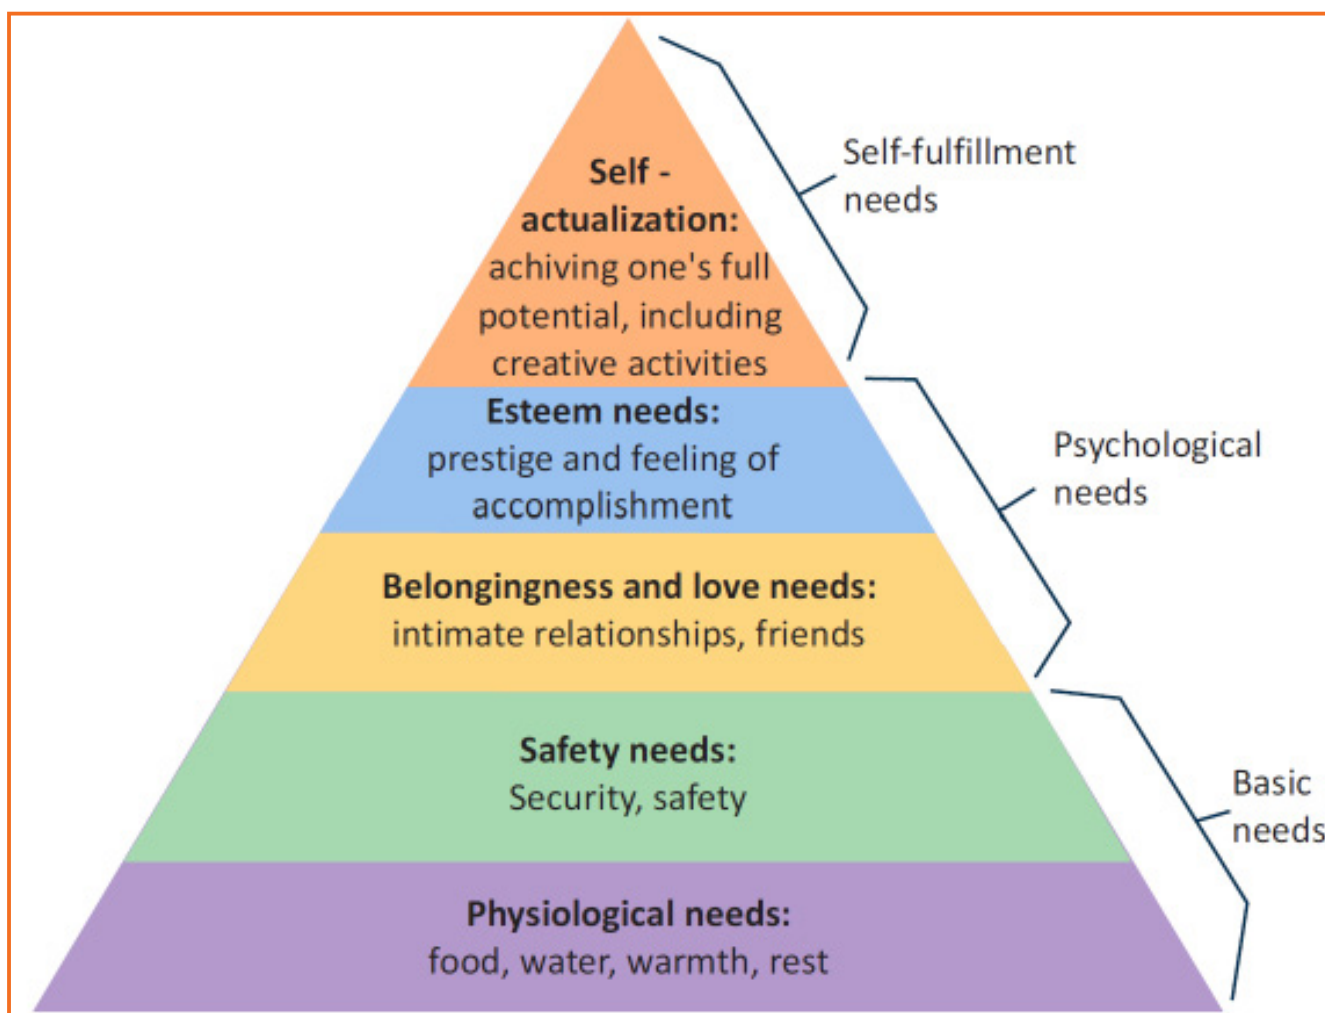 Self -
actualization:
achiving one's full
potential, including
creative activities
Self-fulfillment
needs
Esteem needs:
prestige and feeling of
accomplishment
Psychological
needs
Belongingness and love needs:
intimate relationships, friends
Safety needs:
Security, safety
Basic
needs
Physiological needs:
food, water, warmth, rest